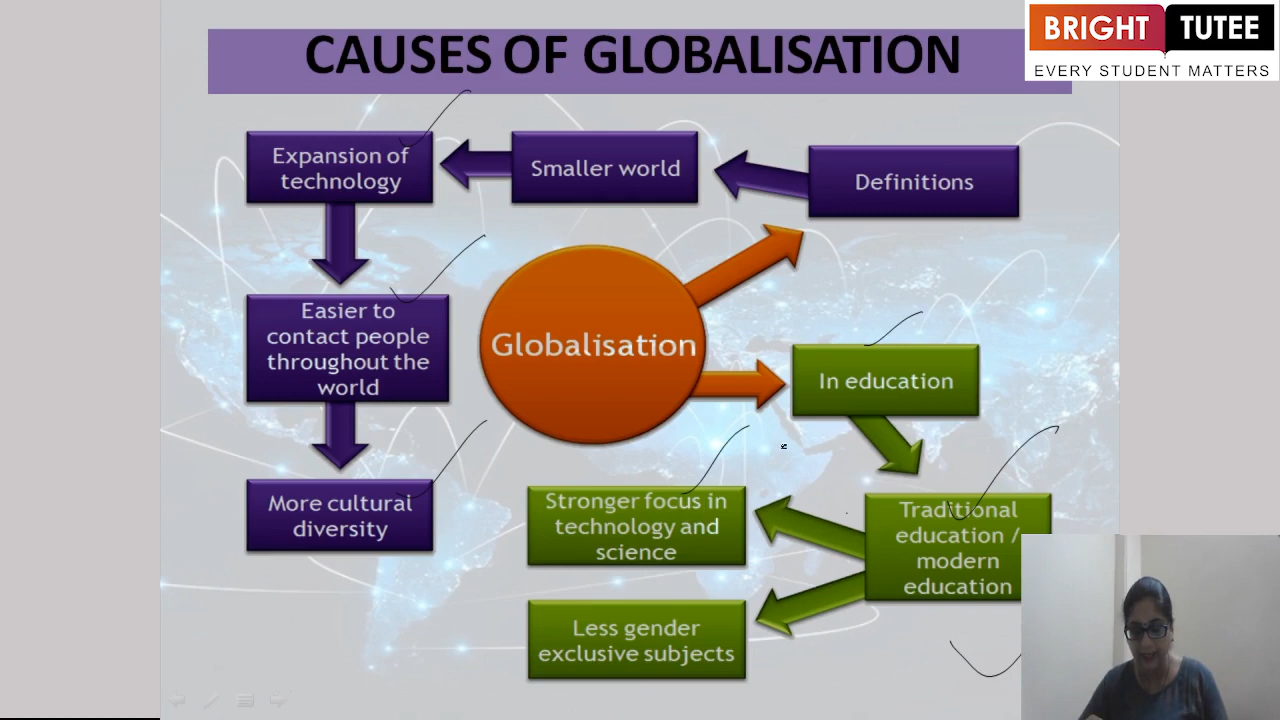 CAUSES OF GLOBALISATION
BRIGHT TUTEE
EVERY STUDENT MATTERS
Expansion of
technology
Smaller world
Definitions
Easier to
contact people
throughout the
world
Globalisation
In education
More cultural
diversity
Stronger focus in
technology and
science
Traditional
education /
modern
education
Less gender
exclusive subjects